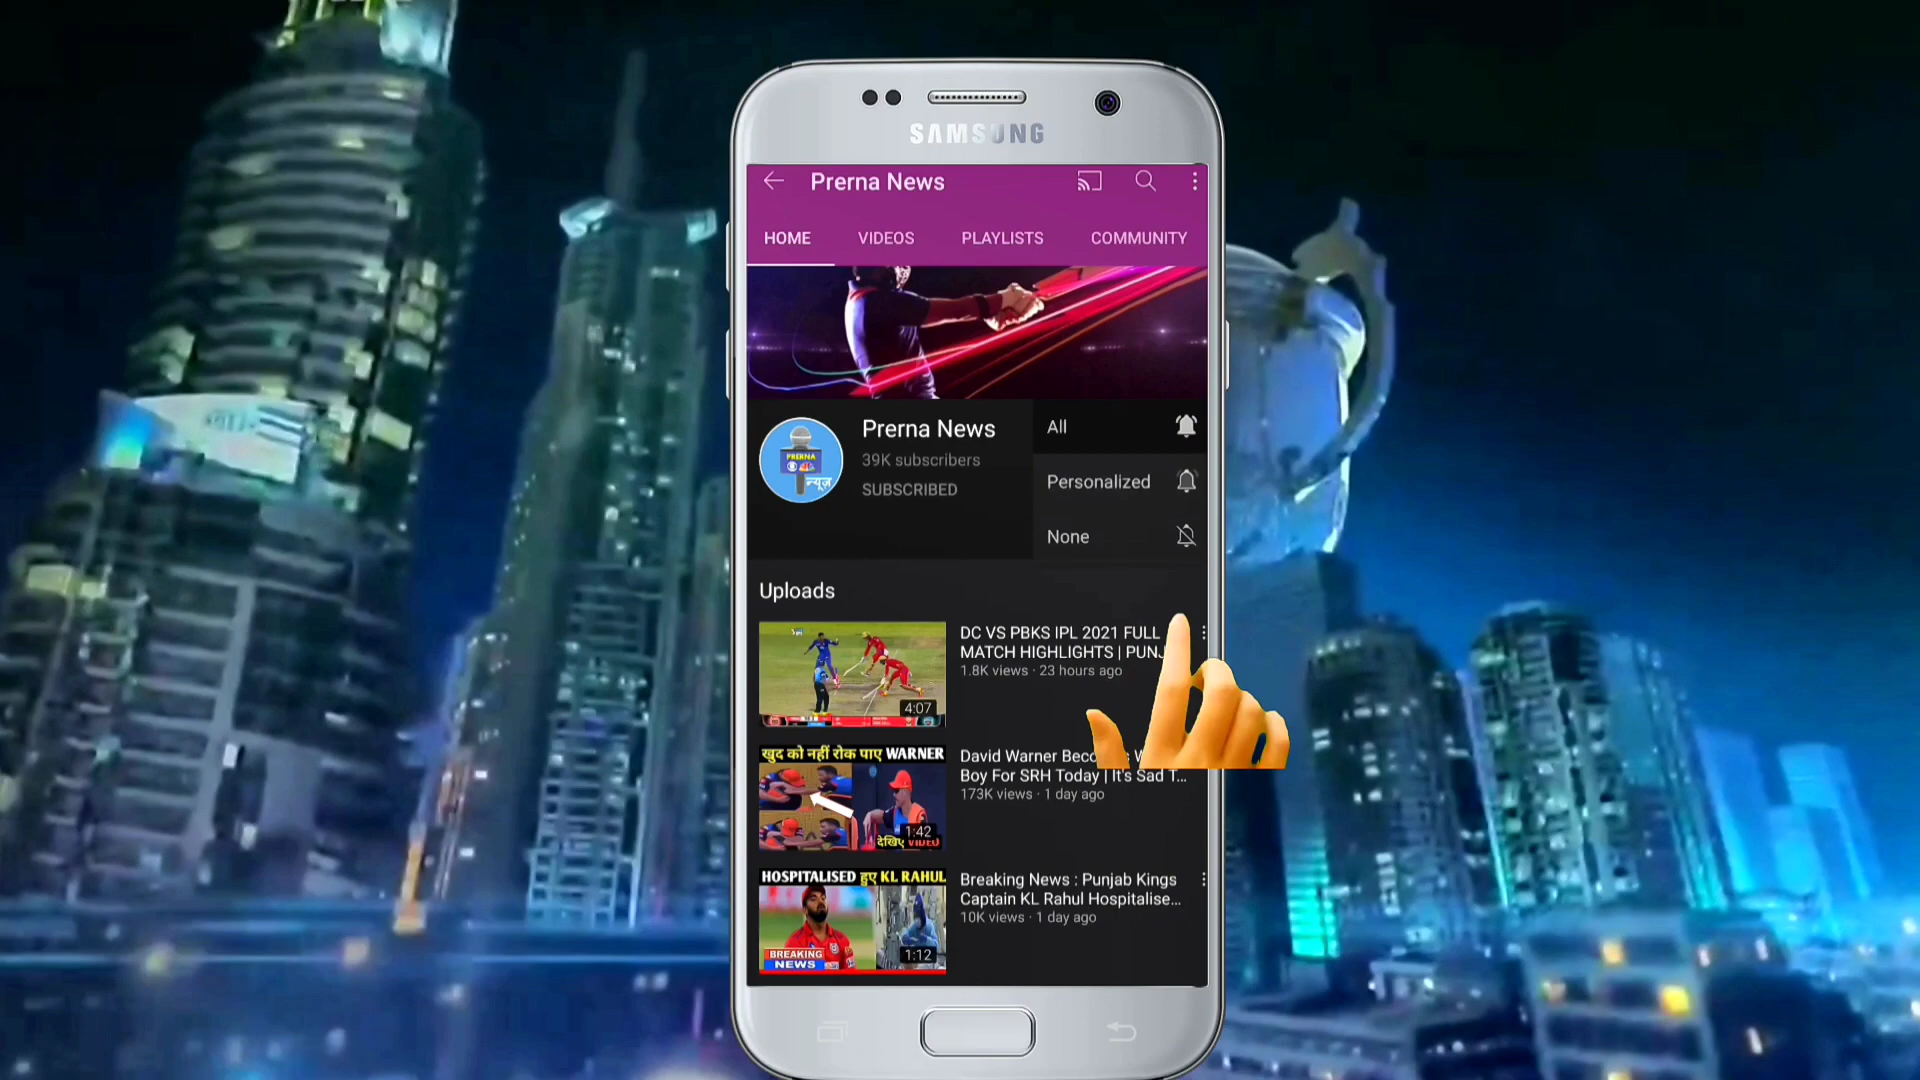 SAMSUNG
Prerna News
HOME VIDEOS PLAYLISTS COMMUNITY
Prerna News
39K subscribers
SUBSCRIBED
All
Personalized
None
PRERNA
न्यूज़
Uploads
DC VS PBKS IPL 2021 FULL
MATCH HIGHLIGHTS | PUNJ
1.8K views · 23 hours ago
4:07
खुद को नहीं रोक पाए WARNER
देखिए VIDEO
1:42
David Warner Becomes W
Boy For SRH Today | It's Sad T...
173K views · 1 day ago
HOSPITALISED हुए KL RAHUL
BREAKING
NEWS
1:12
Breaking News : Punjab Kings
Captain KL Rahul Hospitalise...
10K views · 1 day ago